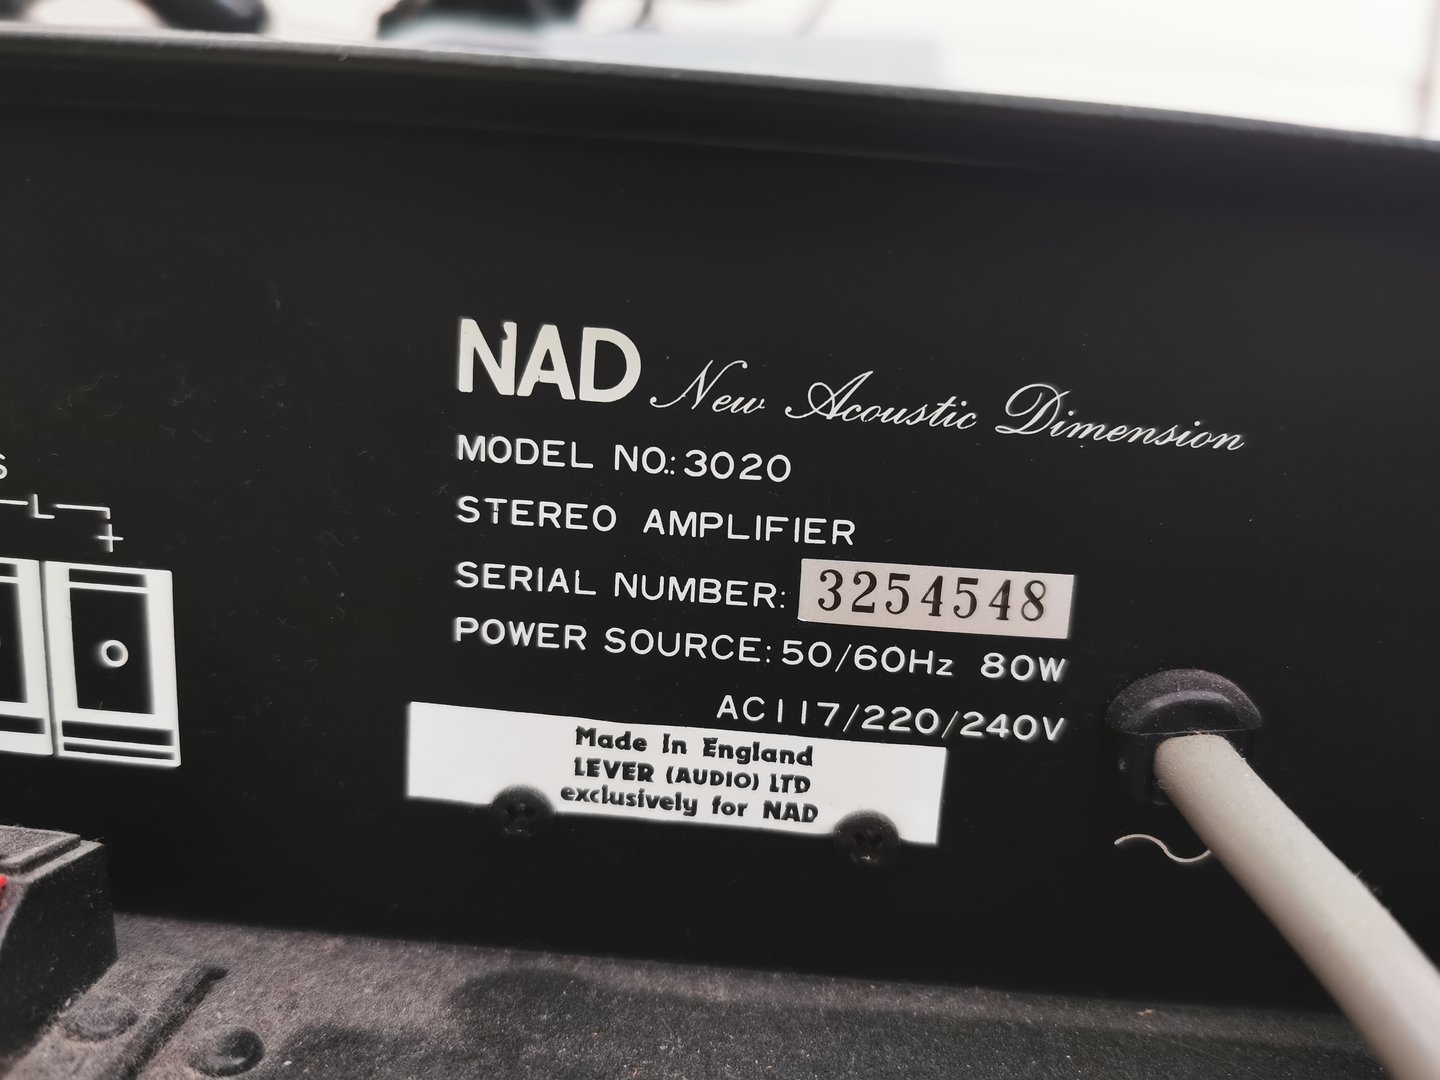 NAD New Acoustic Dimension
MODEL NO.: 3020
STEREO AMPLIFIER
SERIAL NUMBER: 3254548
POWER SOURCE: 50/60Hz 80W
AC117/220/240V
Made in England
LEVER (AUDIO) LTD
exclusively for NAD
S
L
+